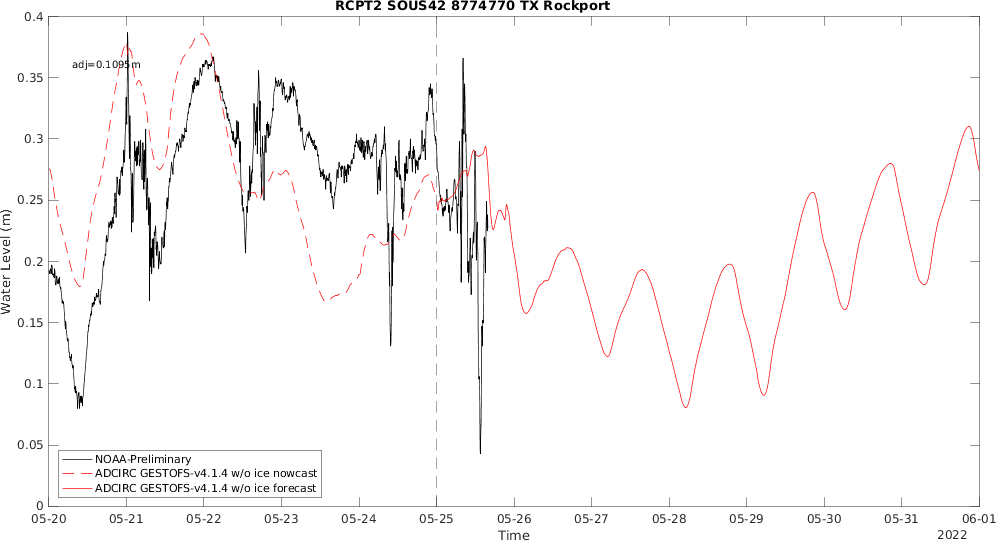 RCPT2 SOUS42 8774770 TX Rockport
adj=0.1095m
Water Level (m)
0.4
0.35
0.3
0.25
0.2
0.15
0.1
0.05
0
NOAA-Preliminary
ADCIRC GESTOFS-v4.1.4 w/o ice nowcast
ADCIRC GESTOFS-v4.1.4 w/o ice forecast
05-20 05-21 05-22 05-23 05-24 05-25 05-26 05-27 05-28 05-29 05-30 05-31 06-01
Time
2022